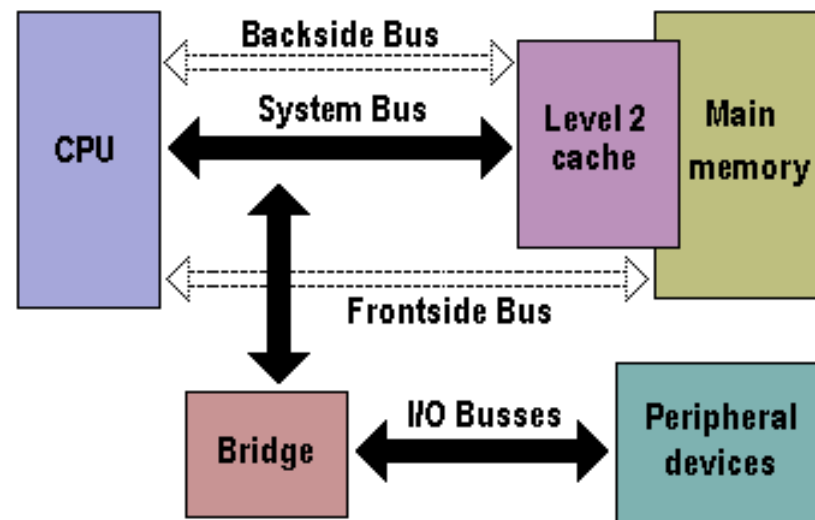 Backside Bus
System Bus
CPU
Level 2
cache
Main
memory
Frontside Bus
I/O Busses
Bridge
Peripheral
devices